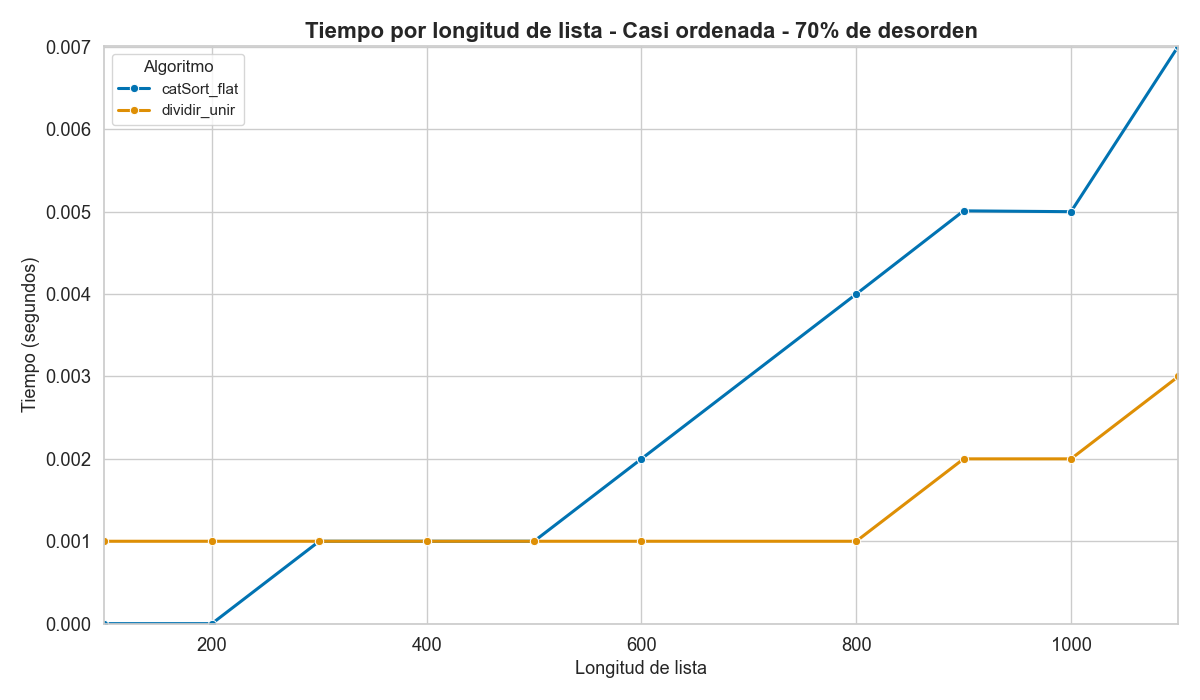 Tiempo por longitud de lista - Casi ordenada - 70% de desorden
Algoritmo
catSort_flat
dividir_unir
Tiempo (segundos)
0.007
0.006
0.005
0.004
0.003
0.002
0.001
0.000
200
400
600
800
1000
Longitud de lista